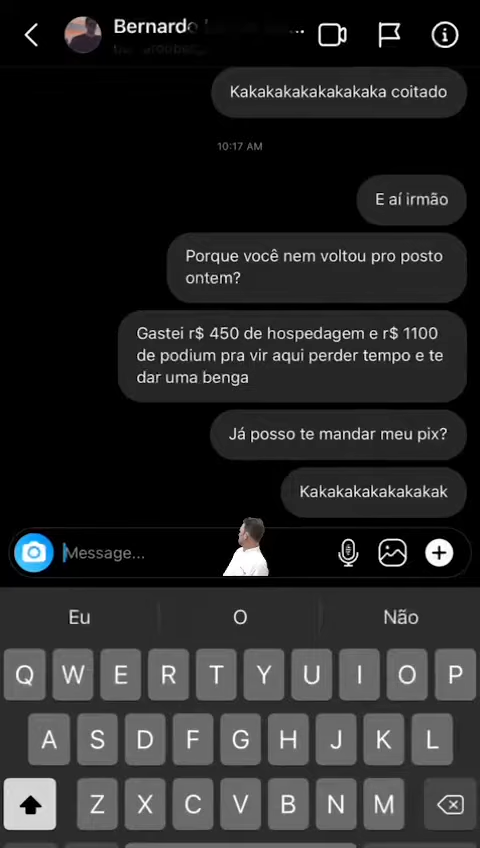 Bernardo
Kakakakakakakakaka coitado
10:17 AM
E aí irmão
Porque você nem voltou pro posto
ontem?
Gastei r$ 450 de hospedagem e r$ 1100
de podium pra vir aqui perder tempo e te
dar uma benga
Já posso te mandar meu pix?
Kakakakakakakakak
Message...
Eu O Não
Q W E R T Y U I O P
A S D F G H J K L
Z X C V B N M